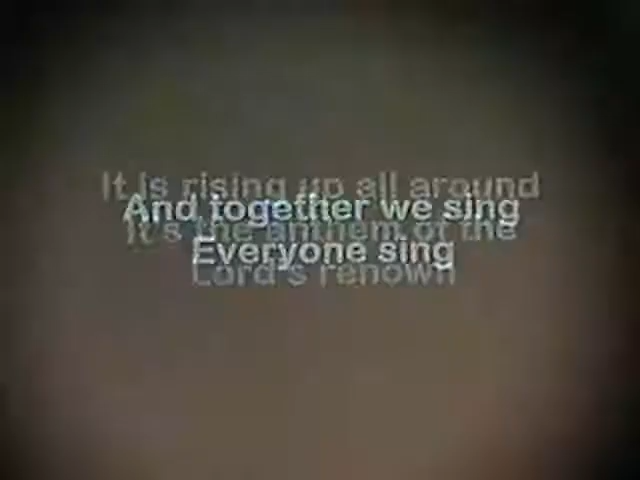 It is rising up all around
And together we sing
It's the anthem of the
Everyone sing
Lord's renown